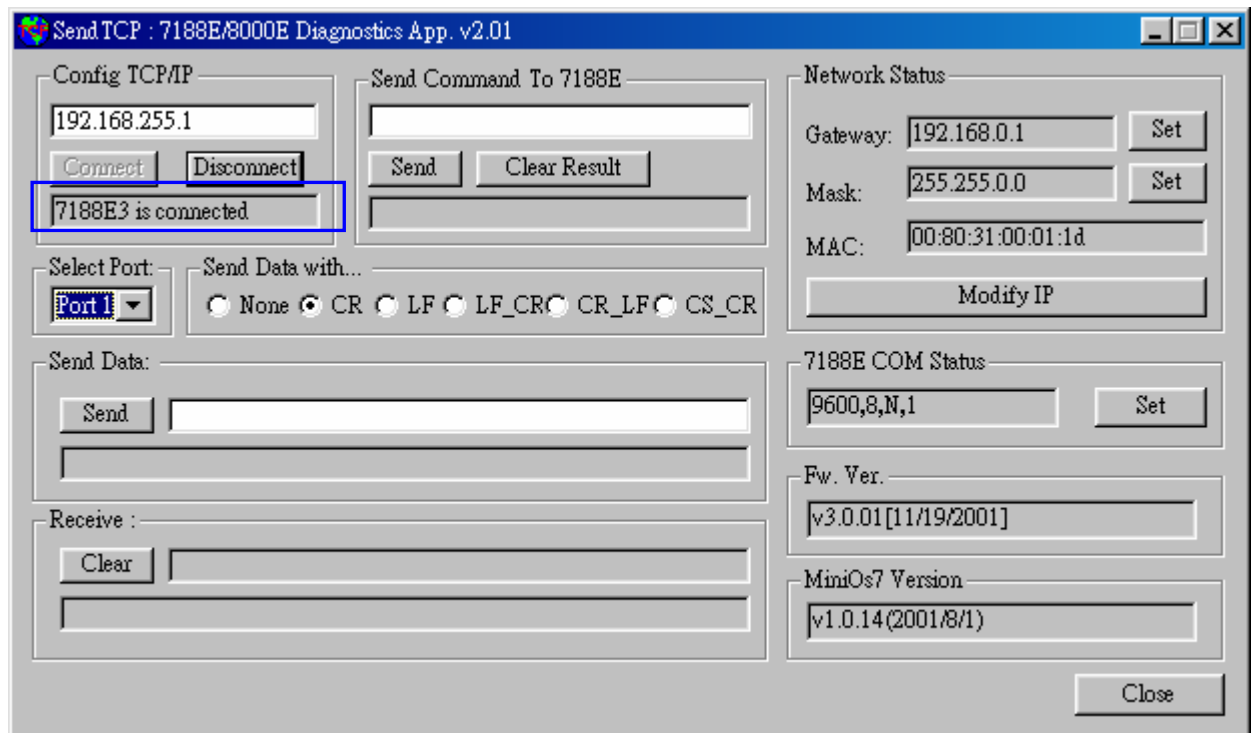 SendTCP : 7188E/8000E Diagnostics App. v2.01
Config TCP/IP
192.168.255.1
Connect Disconnect
7188E3 is connected
Send Command To 7188E
Send Clear Result
Select Port:
Port 1
Send Data with...
None CR LF LF_CR CR_LF CS_CR
Send Data:
Send
Receive :
Clear
Network Status
Gateway: 192.168.0.1 Set
Mask: 255.255.0.0 Set
MAC: 00:80:31:00:01:1d
Modify IP
7188E COM Status
9600,8,N,1 Set
Fw. Ver.
v3.0.01[11/19/2001]
MiniOs7 Version
v1.0.14(2001/8/1)
Close